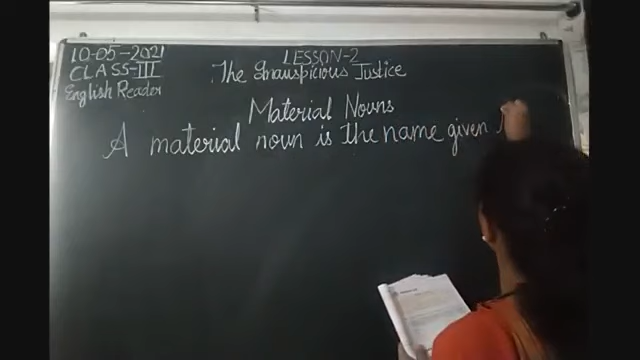 10-05-2021
CLASS-III
English Reader
LESSON-2
The Inauspicious Justice
Material Nouns
A material noun is the name given